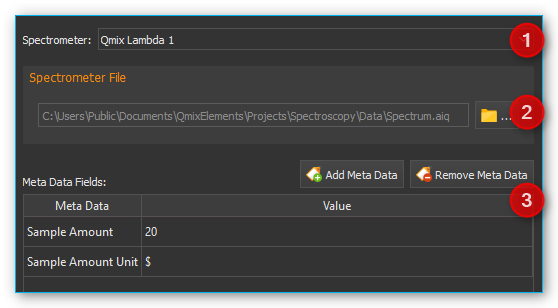 Spectrometer: Qmix Lambda 1
1
Spectrometer File
C:\Users\Public\Documents\QmixElements\Projects\Spectroscopy\Data\Spectrum.aiq
...
2
Meta Data Fields:
Add Meta Data
Remove Meta Data
3
Meta Data Value
Sample Amount 20
Sample Amount Unit $